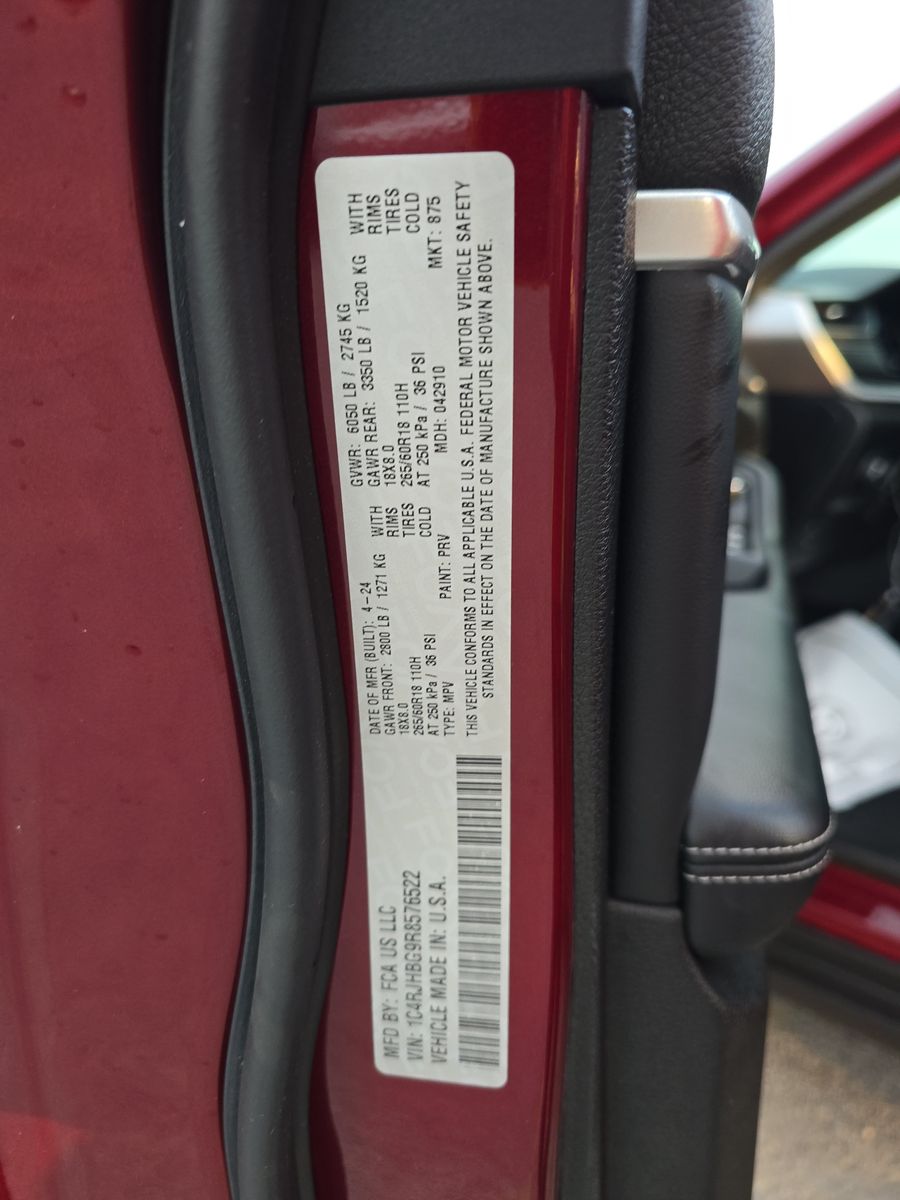 MFD BY: FCA US LLC
VIN: 1C4RJHBG9R8576522
VEHICLE MADE IN: U.S.A.
DATE OF MFR (BUILT): 4-24
GAWR FRONT: 2800 LB / 1271 KG WITH
18X8.0 RIMS
265/60R18 110H TIRES
AT 250 kPa / 36 PSI COLD
TYPE: MPV PAINT: PRV MDH: 042910 MKT: 875
GVWR: 6050 LB / 2745 KG
GAWR REAR: 3350 LB / 1520 KG WITH
18X8.0 RIMS
265/60R18 110H TIRES
AT 250 kPa / 36 PSI COLD
THIS VEHICLE CONFORMS TO ALL APPLICABLE U.S.A. FEDERAL MOTOR VEHICLE SAFETY
STANDARDS IN EFFECT ON THE DATE OF MANUFACTURE SHOWN ABOVE.